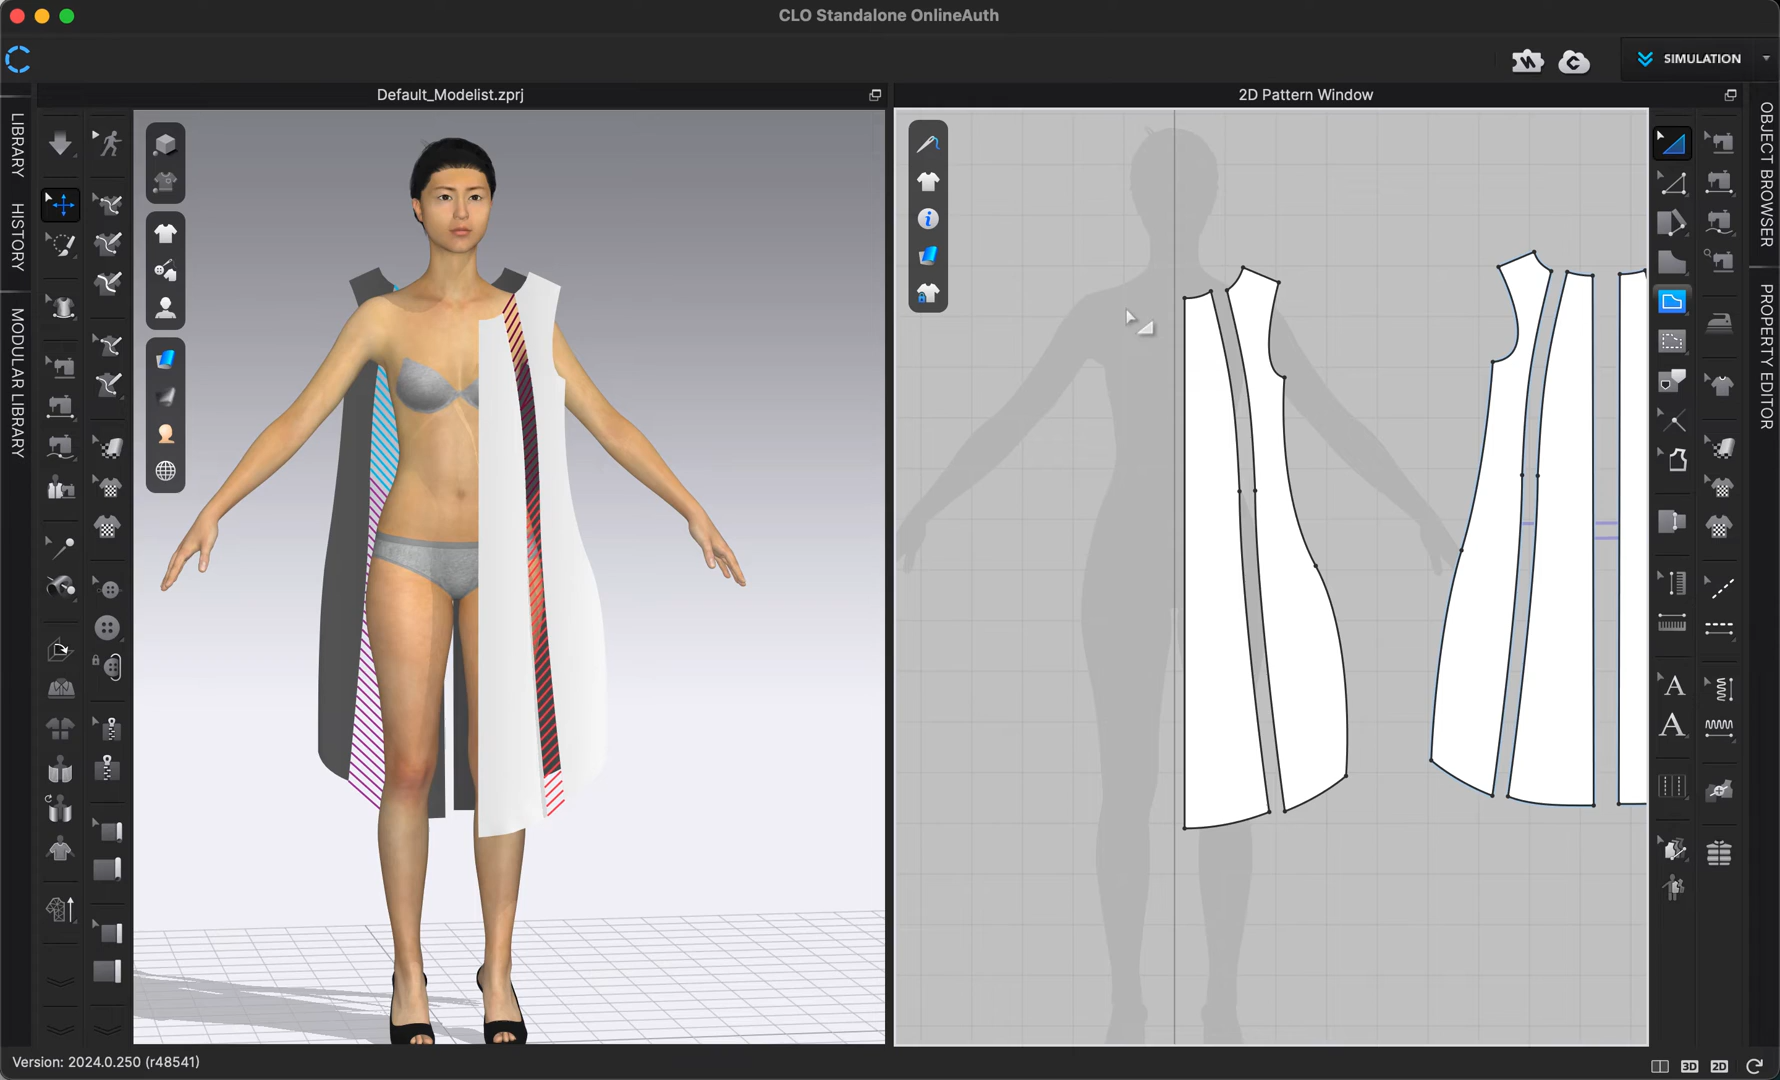 CLO Standalone OnlineAuth
SIMULATION
Default_Modelist.zprj
2D Pattern Window
LIBRARY
HISTORY
MODULAR LIBRARY
OBJECT BROWSER
PROPERTY EDITOR
A
A
Version: 2024.0.250 (r48541)
3D
2D